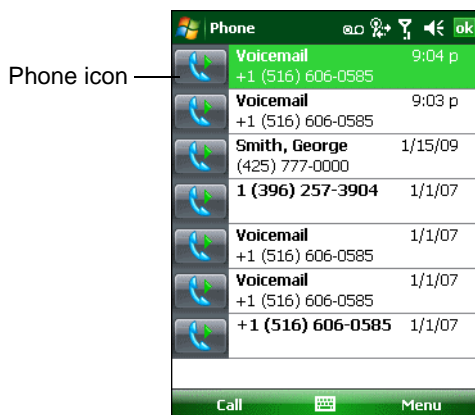 Phone ok
Phone icon
Voicemail 9:04 p
+1 (516) 606-0585
Voicemail 9:03 p
+1 (516) 606-0585
Smith, George 1/15/09
(425) 777-0000
1 (396) 257-3904 1/1/07
Voicemail 1/1/07
+1 (516) 606-0585
Voicemail 1/1/07
+1 (516) 606-0585
+1 (516) 606-0585 1/1/07
Call Menu